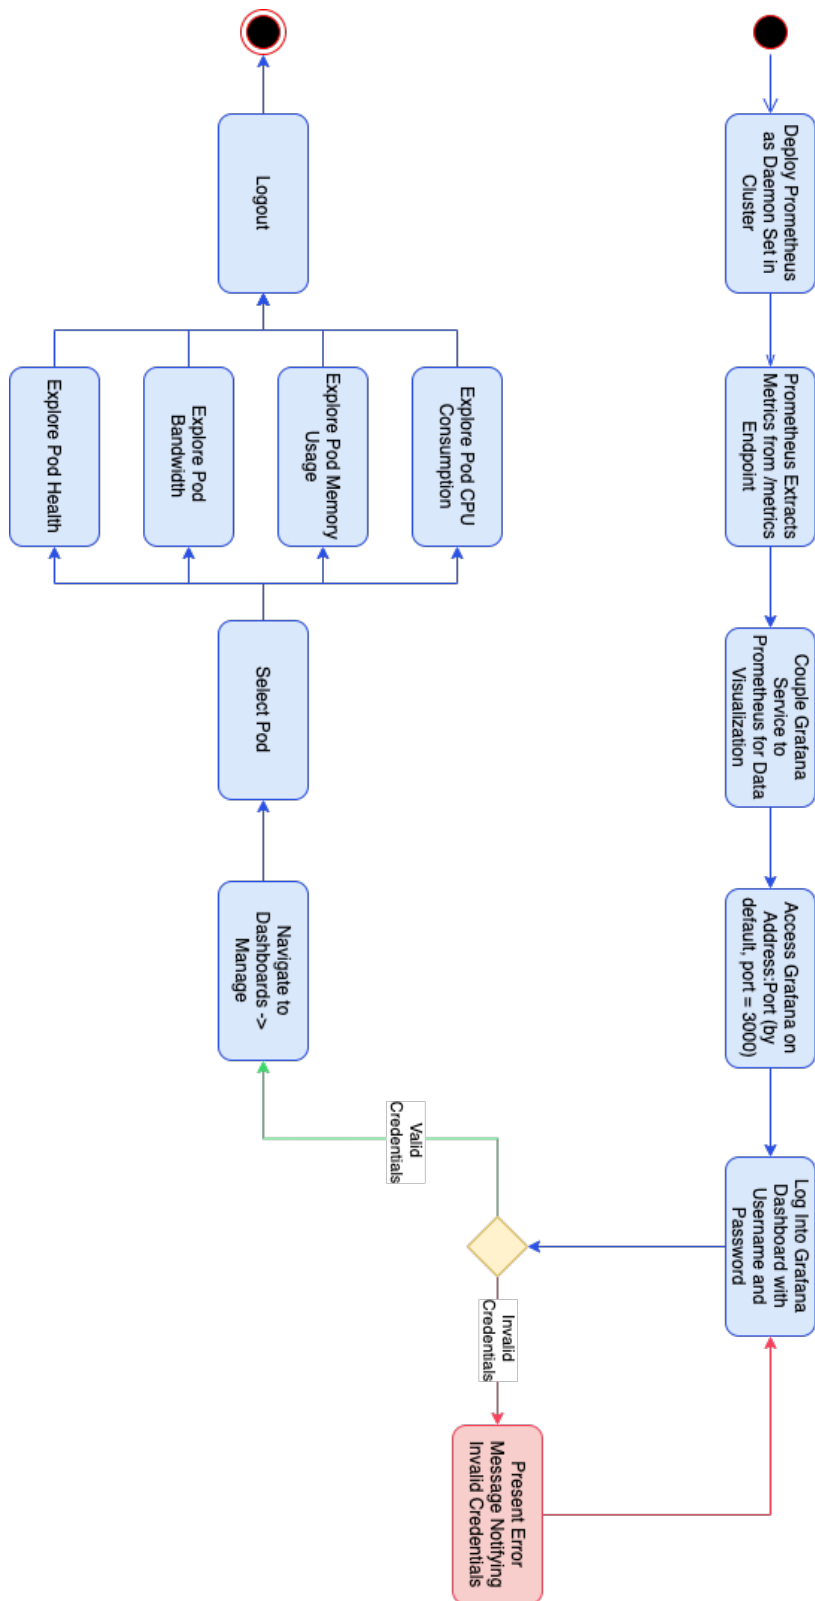 Deploy Prometheus
as Daemon Set in
Cluster
Prometheus Extracts
Metrics from /metrics
Endpoint
Couple Grafana
Service to
Prometheus for Data
Visualization
Access Grafana on
Address:Port (by
default, port = 3000)
Log Into Grafana
Dashboard with
Username and
Password
Invalid
Credentials
Present Error
Message Notifying
Invalid Credentials
Valid
Credentials
Navigate to
Dashboards ->
Manage
Select Pod
Explore Pod CPU
Consumption
Explore Pod Memory
Usage
Explore Pod
Bandwidth
Explore Pod Health
Logout